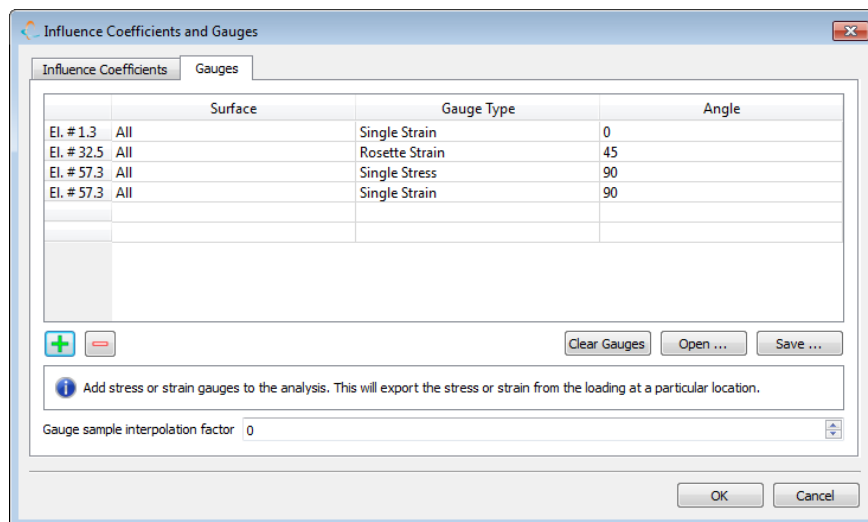 Influence Coefficients and Gauges
Influence Coefficients Gauges
Surface Gauge Type Angle
El. # 1.3 All Single Strain 0
El. # 32.5 All Rosette Strain 45
El. # 57.3 All Single Stress 90
El. # 57.3 All Single Strain 90
Clear Gauges Open ... Save ...
Add stress or strain gauges to the analysis. This will export the stress or strain from the loading at a particular location.
Gauge sample interpolation factor 0
OK Cancel